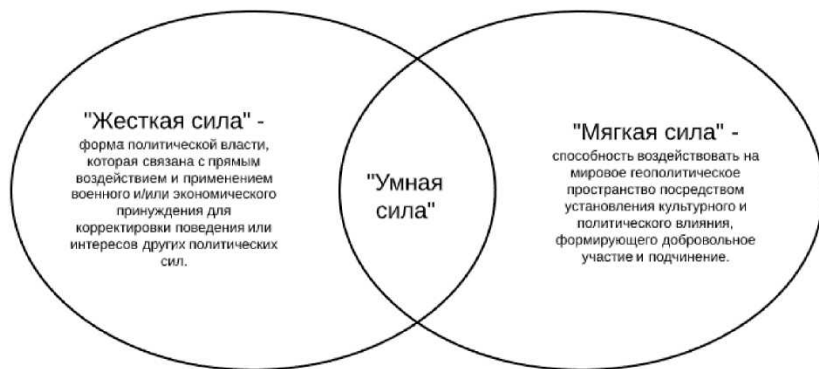 "Жесткая сила" -
форма политической власти,
которая связана с прямым
воздействием и применением
военного и/или экономического
принуждения для
корректировки поведения или
интересов других политических
сил.
"Умная
сила"
"Мягкая сила" -
способность воздействовать на
мировое геополитическое
пространство посредством
установления культурного и
политического влияния,
формирующего добровольное
участие и подчинение.